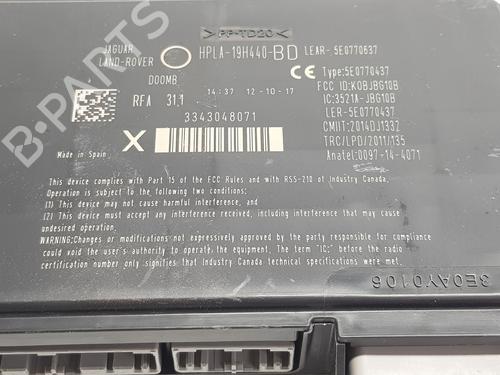 >PP-TD20<
JAGUAR
LAND-ROVER
HPLA-19H440-BD
LEAR- 5E0770637
DOOMB
CE Type:5E0770437
FCC ID:KOBJBG10B
RFA 31.1
14:37 12-10-17
IC:3521A-JBG10B
LER-5E0770437
3343048071
CMIIT:2014DJ1332
X
TRC/LPD/2011/135
Made in Spain
Anatel:0097-14-4071
This device complies with Part 15 of the FCC Rules and with RSS-210 of Industry Canada.
Operation is subject to the following two conditions;
(1) This device may not cause harmful interference, and
(2) This device must accept any interference received, including interference that may
cause undesired operation.
WARNING:Changes or modifications not expressively approved by the party responsible for compliance
could void the user's authority to operate the equipment. The term "IC;" before the radio
certification number only signifies that Industry Canada technical specifications were met.
3E0AY0106